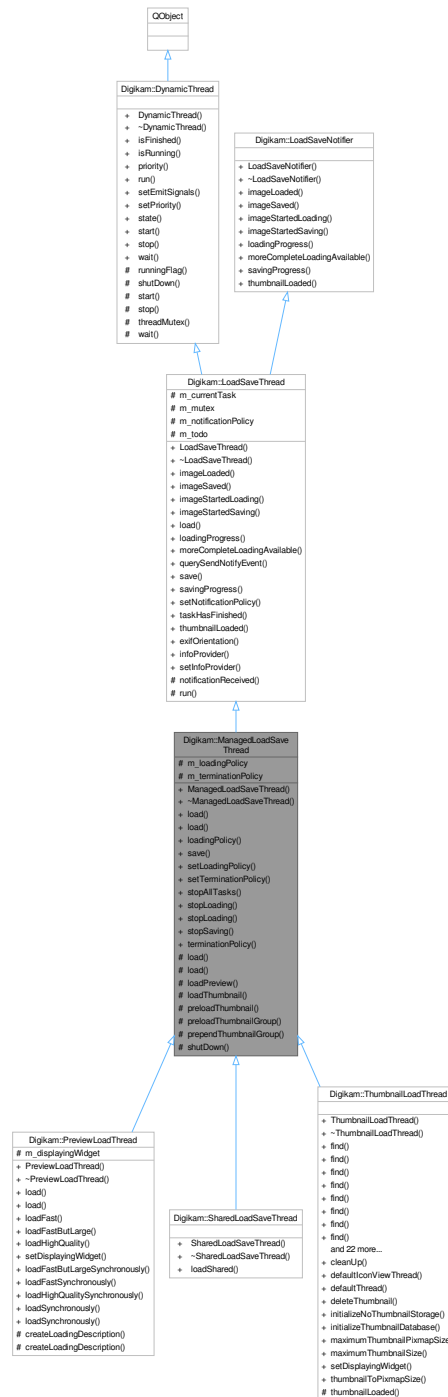 QObject
Digikam::DynamicThread
+ DynamicThread()
+ ~DynamicThread()
+ isFinished()
+ isRunning()
+ priority()
+ run()
+ setEmitSignals()
+ setPriority()
+ state()
+ start()
+ stop()
+ wait()
# runningFlag()
# shutDown()
# start()
# stop()
# threadMutex()
# wait()
Digikam::LoadSaveNotifier
+ LoadSaveNotifier()
+ ~LoadSaveNotifier()
+ imageLoaded()
+ imageSaved()
+ imageStartedLoading()
+ imageStartedSaving()
+ loadingProgress()
+ moreCompleteLoadingAvailable()
+ savingProgress()
+ thumbnailLoaded()
Digikam::LoadSaveThread
# m_currentTask
# m_mutex
# m_notificationPolicy
# m_todo
+ LoadSaveThread()
+ ~LoadSaveThread()
+ imageLoaded()
+ imageSaved()
+ imageStartedLoading()
+ imageStartedSaving()
+ load()
+ loadingProgress()
+ moreCompleteLoadingAvailable()
+ querySendNotifyEvent()
+ save()
+ savingProgress()
+ setNotificationPolicy()
+ taskHasFinished()
+ thumbnailLoaded()
+ exifOrientation()
+ infoProvider()
+ setInfoProvider()
# notificationReceived()
# run()
Digikam::ManagedLoadSave
Thread
# m_loadingPolicy
# m_terminationPolicy
+ ManagedLoadSaveThread()
+ ~ManagedLoadSaveThread()
+ load()
+ load()
+ loadingPolicy()
+ save()
+ setLoadingPolicy()
+ setTerminationPolicy()
+ stopAllTasks()
+ stopLoading()
+ stopLoading()
+ stopSaving()
+ terminationPolicy()
# load()
# load()
# loadPreview()
# loadThumbnail()
# preloadThumbnail()
# preloadThumbnailGroup()
# prependThumbnailGroup()
# shutDown()
Digikam::PreviewLoadThread
# m_displayingWidget
+ PreviewLoadThread()
+ ~PreviewLoadThread()
+ load()
+ load()
+ loadFast()
+ loadFastButLarge()
+ loadHighQuality()
+ setDisplayingWidget()
+ loadFastButLargeSynchronously()
+ loadFastSynchronously()
+ loadHighQualitySynchronously()
+ loadSynchronously()
+ loadSynchronously()
# createLoadingDescription()
# createLoadingDescription()
Digikam::SharedLoadSaveThread
+ SharedLoadSaveThread()
+ ~SharedLoadSaveThread()
+ loadShared()
Digikam::ThumbnailLoadThread
+ ThumbnailLoadThread()
+ ~ThumbnailLoadThread()
+ find()
+ find()
+ find()
+ find()
+ find()
+ find()
+ find()
+ find()
and 22 more...
+ cleanUp()
+ defaultIconViewThread()
+ defaultThread()
+ deleteThumbnail()
+ initializeNoThumbnailStorage()
+ initializeThumbnailDatabase()
+ maximumThumbnailPixmapSize
+ maximumThumbnailSize()
+ setDisplayingWidget()
+ thumbnailToPixmapSize()
# thumbnailLoaded()